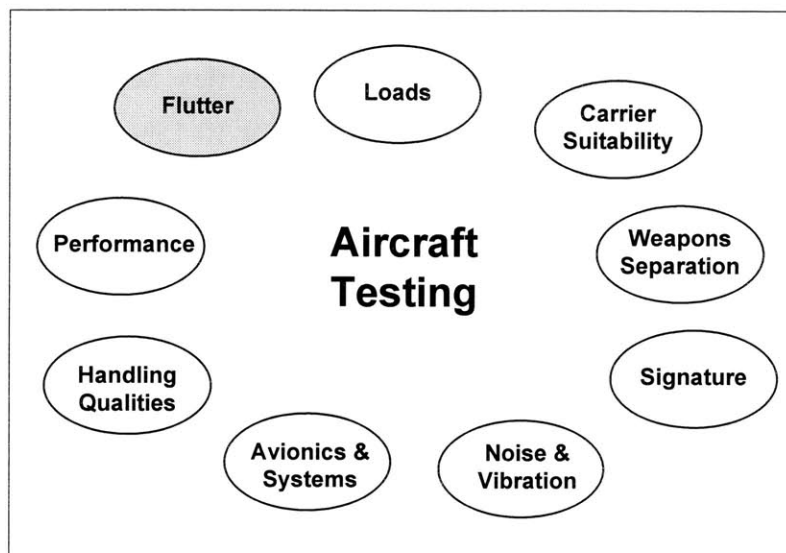 Flutter
Loads
Carrier
Suitability
Performance
Aircraft
Testing
Weapons
Separation
Handling
Qualities
Signature
Avionics &
Systems
Noise &
Vibration